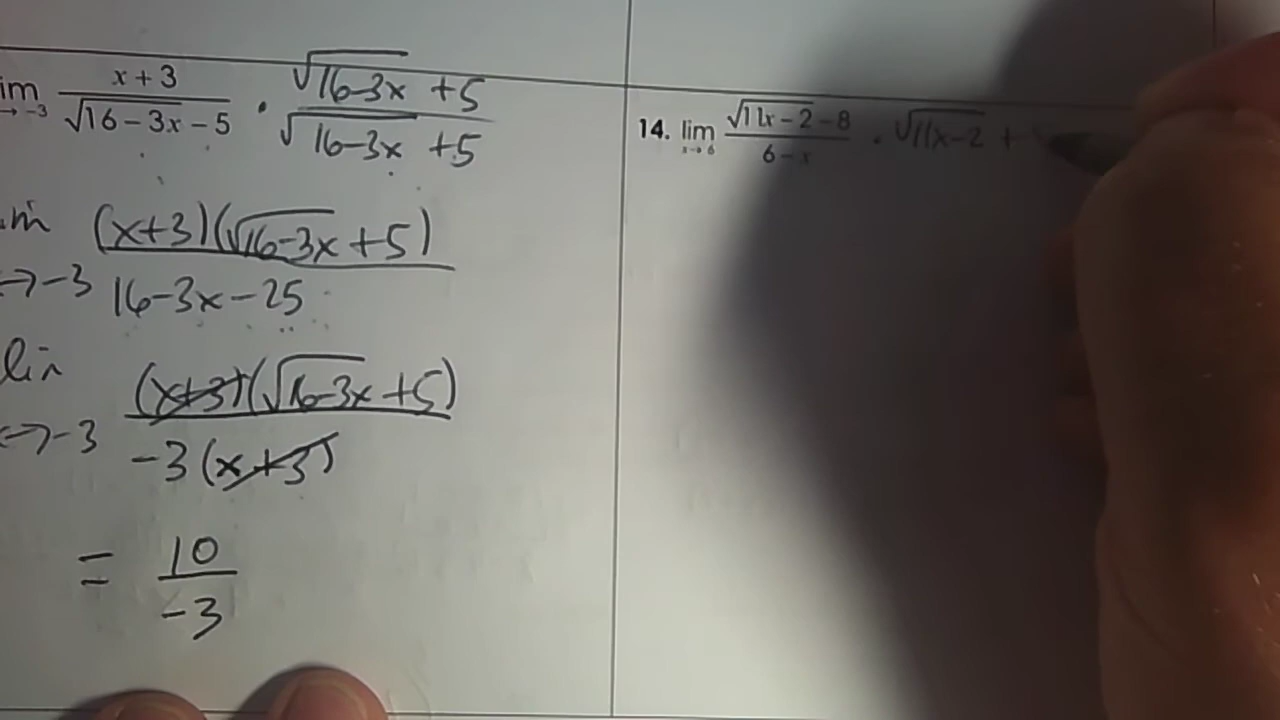 lim x+3 / √16-3x - 5 · √16-3x +5 / √16-3x +5
→ -3
lim (x+3)(√16-3x +5)
→ -3 16-3x-25
lin (x+3)(√16-3x +5)
→ -3 -3(x+3)
= 10 / -3
14. lim √11x-2 - 8 / 6-x · √11x-2 +
x→6